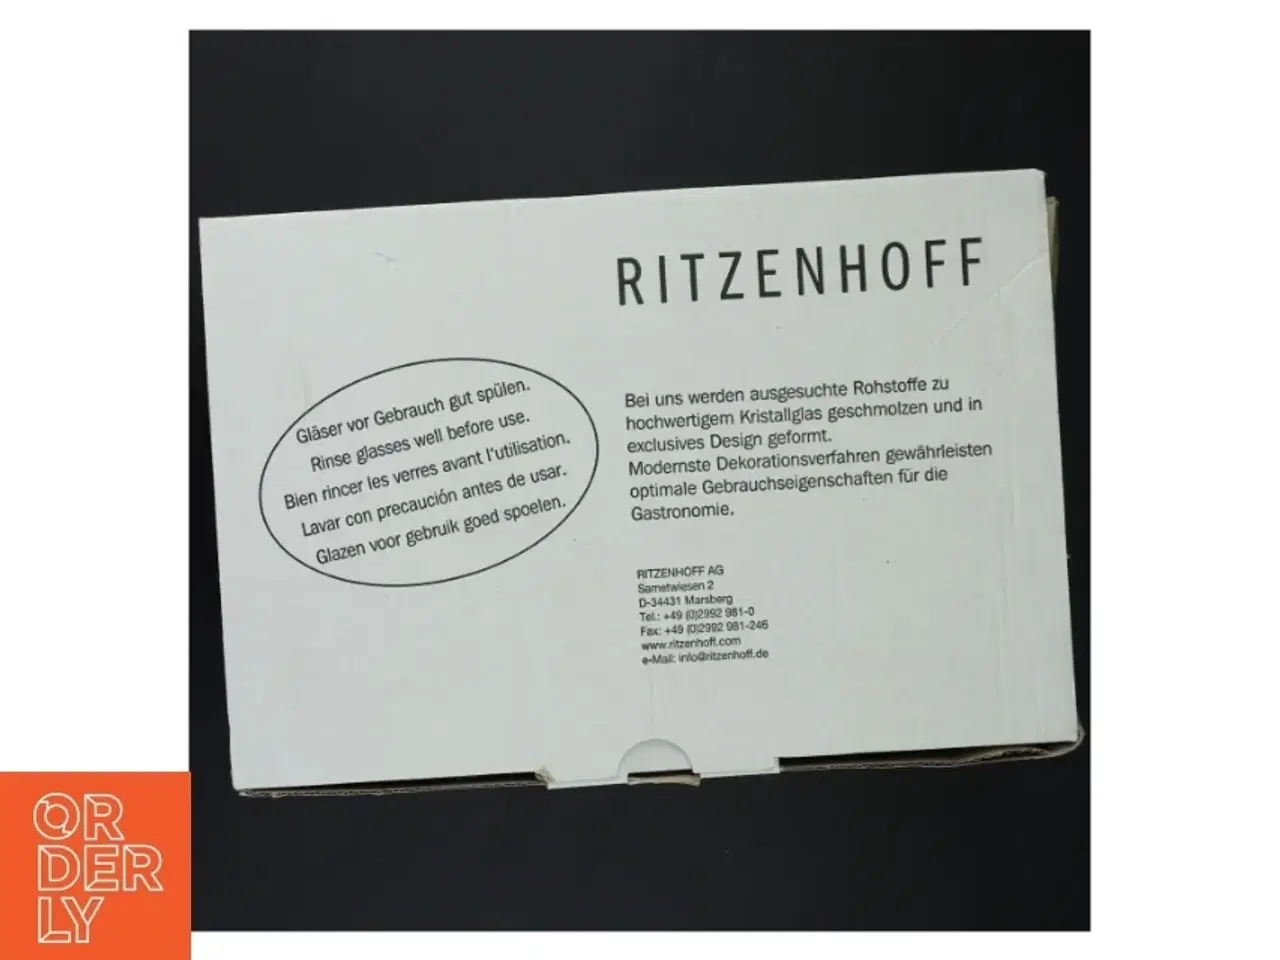 RITZENHOFF
Gläser vor Gebrauch gut spülen.
Rinse glasses well before use.
Bien rincer les verres avant l'utilisation.
Lavar con precaución antes de usar.
Glazen voor gebruik goed spoelen.
Bei uns werden ausgesuchte Rohstoffe zu
hochwertigem Kristallglas geschmolzen und in
exclusives Design geformt.
Modernste Dekorationsverfahren gewährleisten
optimale Gebrauchseigenschaften für die
Gastronomie.
RITZENHOFF AG
Sametwiesen 2
D-34431 Marsberg
Tel.: +49 (0)2992 981-0
Fax: +49 (0)2992 981-246
www.ritzenhoff.com
e-Mail: info@ritzenhoff.de
OR
DER
LY